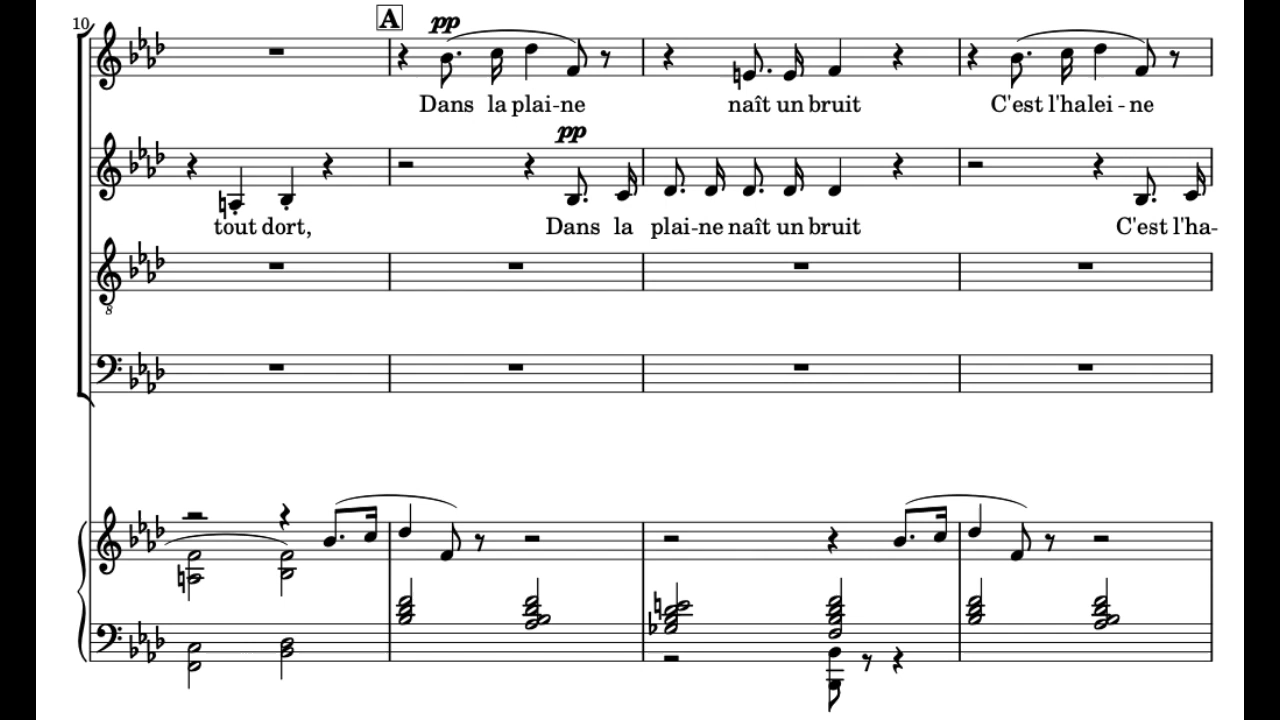 10
A
pp
Dans la plai-ne naît un bruit C'est l'halei-ne
pp
tout dort, Dans la plai-ne naît un bruit C'est l'ha-
8